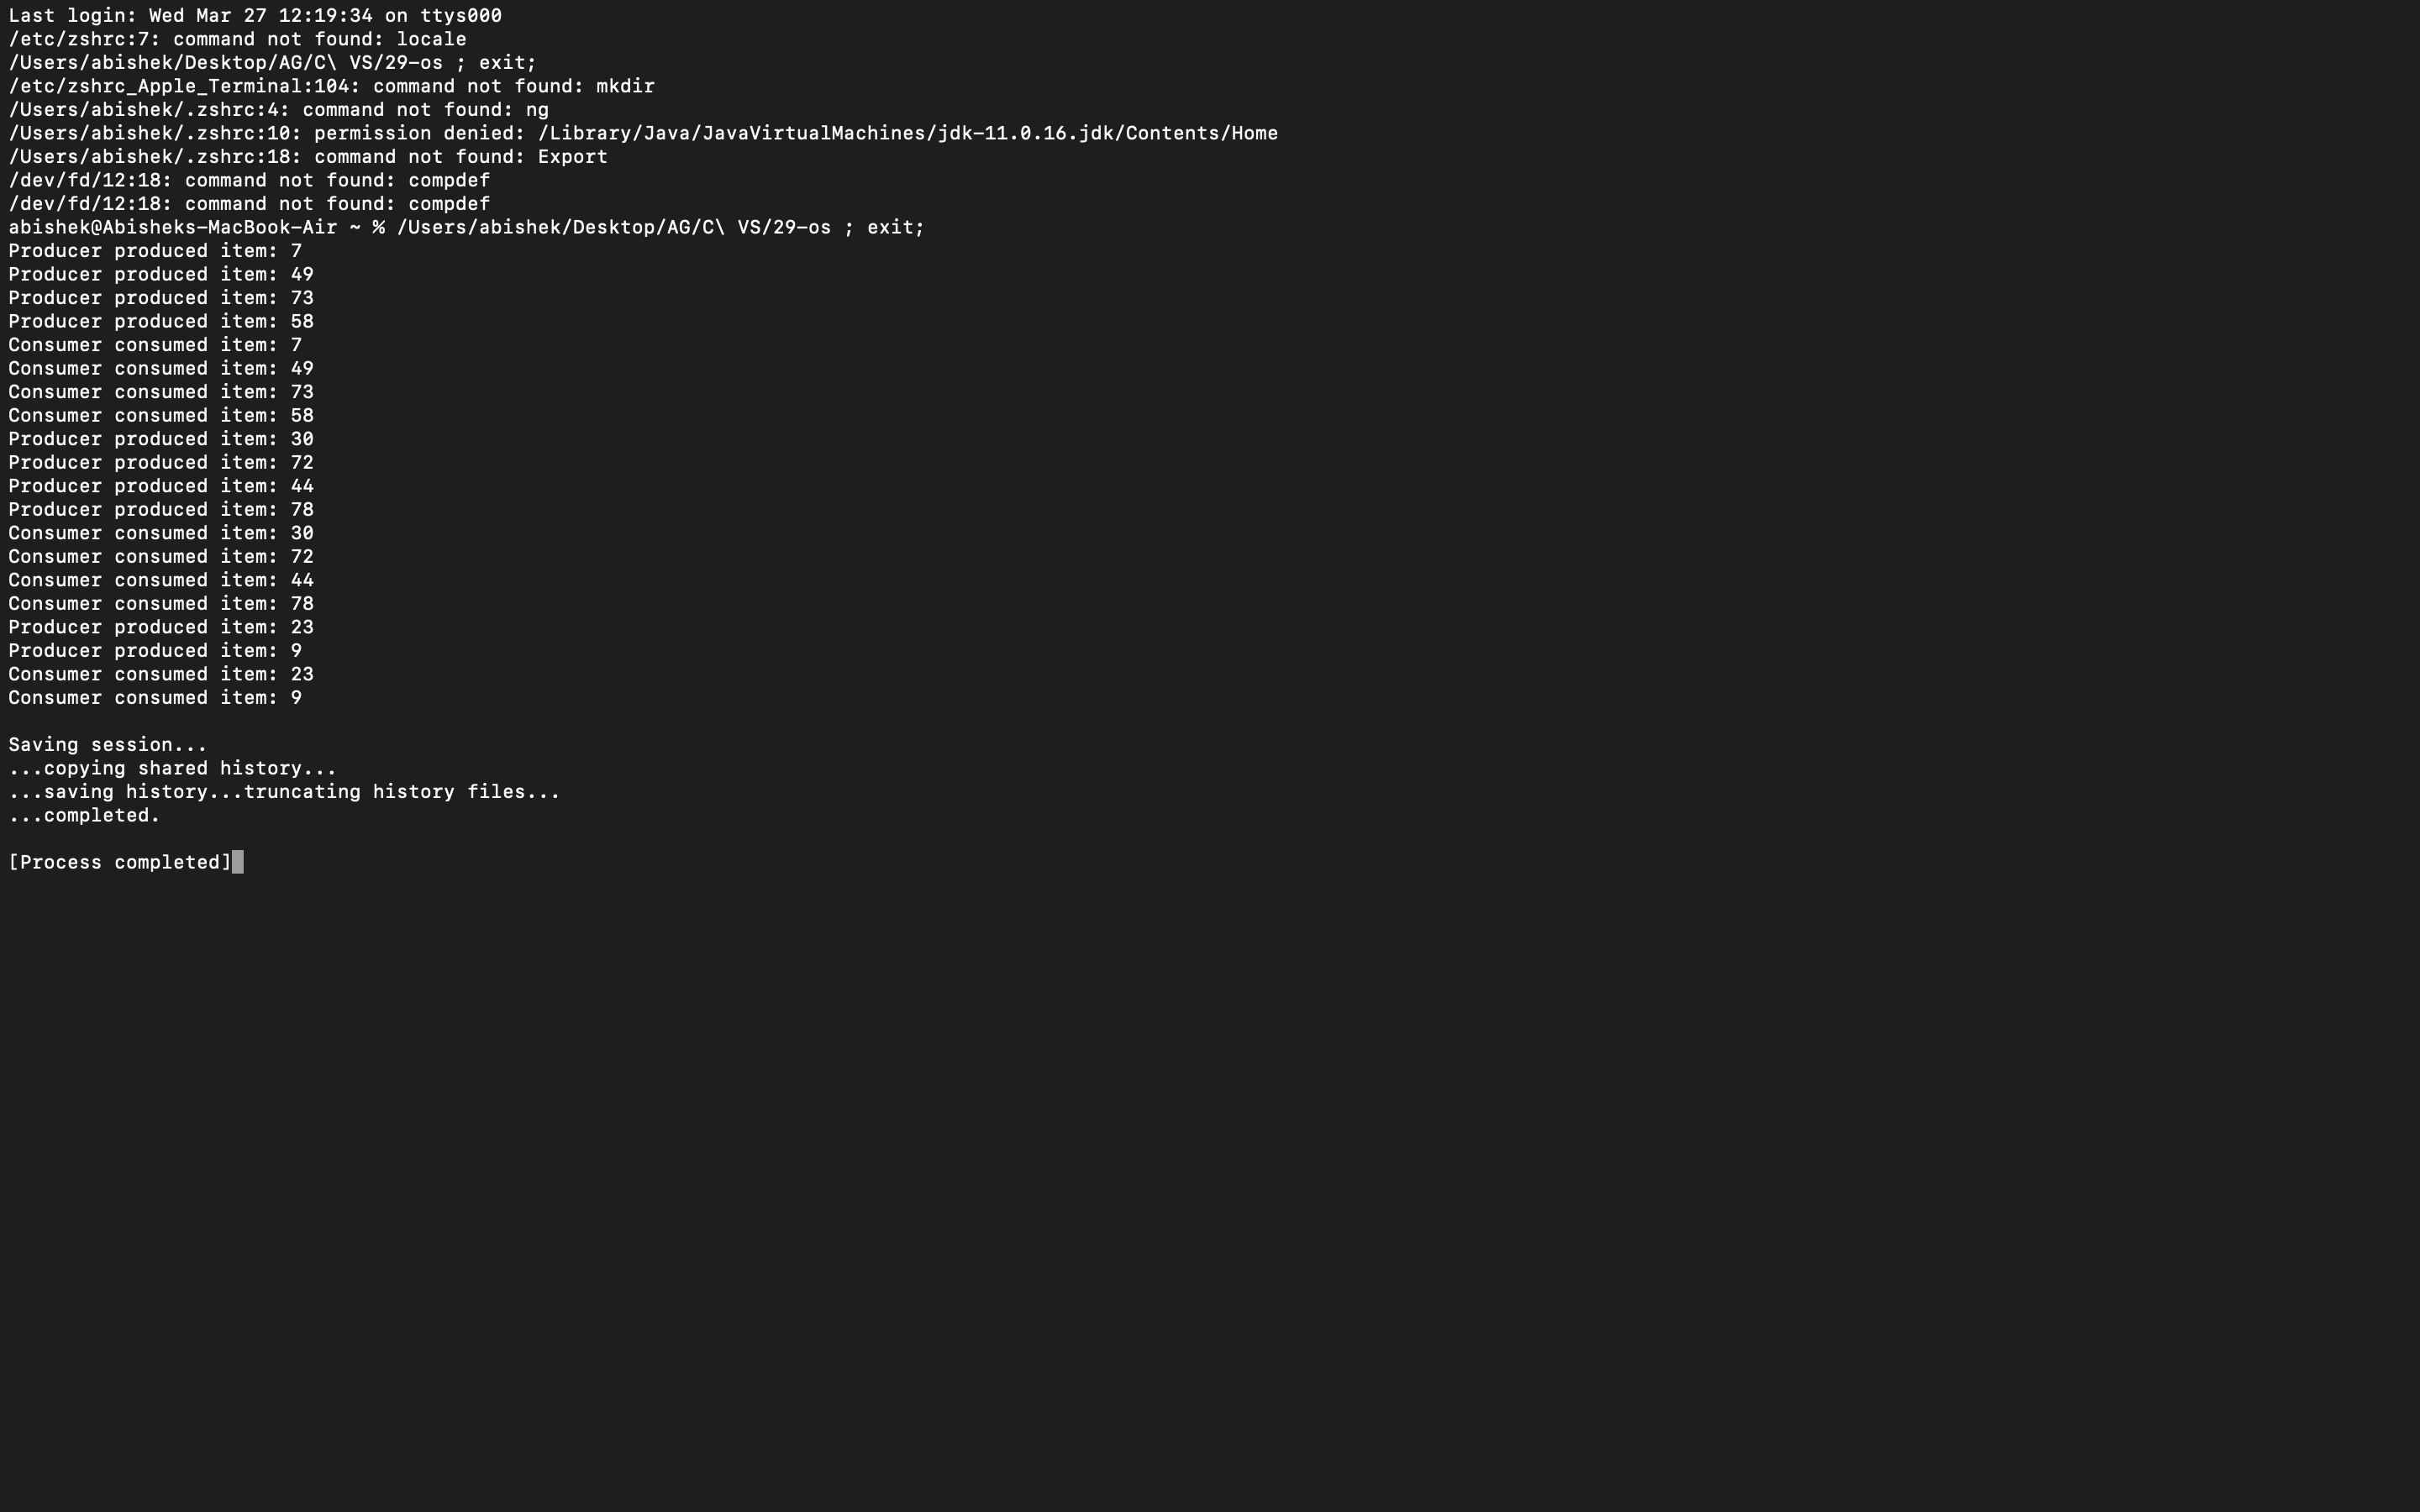 Last login: Wed Mar 27 12:19:34 on ttys000
/etc/zshrc:7: command not found: locale
/Users/abishek/Desktop/AG/C\ VS/29-os ; exit;
/etc/zshrc_Apple_Terminal:104: command not found: mkdir
/Users/abishek/.zshrc:4: command not found: ng
/Users/abishek/.zshrc:10: permission denied: /Library/Java/JavaVirtualMachines/jdk-11.0.16.jdk/Contents/Home
/Users/abishek/.zshrc:18: command not found: Export
/dev/fd/12:18: command not found: compdef
/dev/fd/12:18: command not found: compdef
abishek@Abisheks-MacBook-Air ~ % /Users/abishek/Desktop/AG/C\ VS/29-os ; exit;
Producer produced item: 7
Producer produced item: 49
Producer produced item: 73
Producer produced item: 58
Consumer consumed item: 7
Consumer consumed item: 49
Consumer consumed item: 73
Consumer consumed item: 58
Producer produced item: 30
Producer produced item: 72
Producer produced item: 44
Producer produced item: 78
Consumer consumed item: 30
Consumer consumed item: 72
Consumer consumed item: 44
Consumer consumed item: 78
Producer produced item: 23
Producer produced item: 9
Consumer consumed item: 23
Consumer consumed item: 9
Saving session...
...copying shared history...
...saving history...truncating history files...
...completed.
[Process completed]